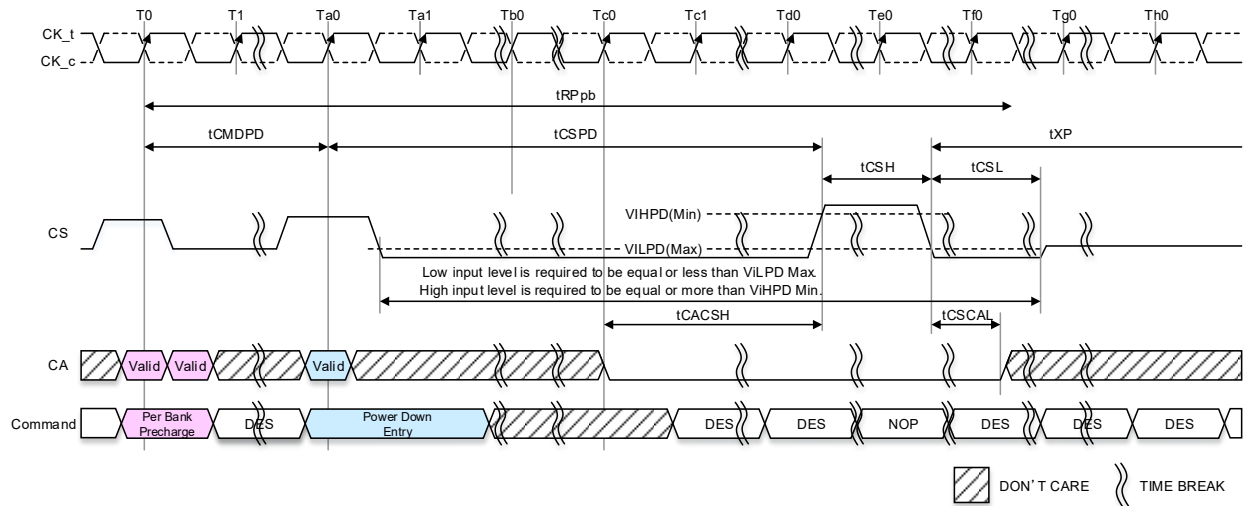 T0 T1 Ta0 Ta1 Tb0 Tc0 Tc1 Td0 Te0 Tf0 Tg0 Th0
CK_t
CK_c
tRPpb
tCMDPD tCSPD tXP
tCSH tCSL
VIHPD(Min)
CS
VILPD(Max)
Low input level is required to be equal or less than ViLPD Max.
High input level is required to be equal or more than ViHPD Min.
tCACSH tCSCAL
CA Valid Valid Valid
Command Per Bank Precharge DES Power Down Entry DES DES NOP DES DES DES
DON'T CARE TIME BREAK